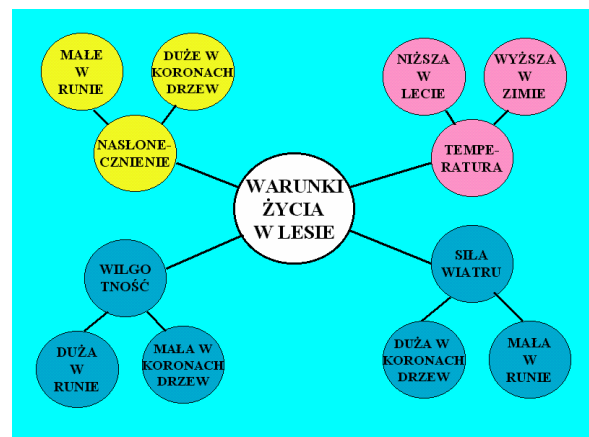 MAŁE
W
RUNIE
DUŻE W
KORONACH
DRZEW
NASŁONE-
CZNIENIE
NIŻSZA
W
LECIE
WYŻSZA
W
ZIMIE
TEMPE-
RATURA
WARUNKI
ŻYCIA
W LESIE
WILGO
TNOŚĆ
DUŻA
W
RUNIE
MAŁA W
KORONACH
DRZEW
SIŁA
WIATRU
DUŻA W
KORONACH
DRZEW
MAŁA
W
RUNIE